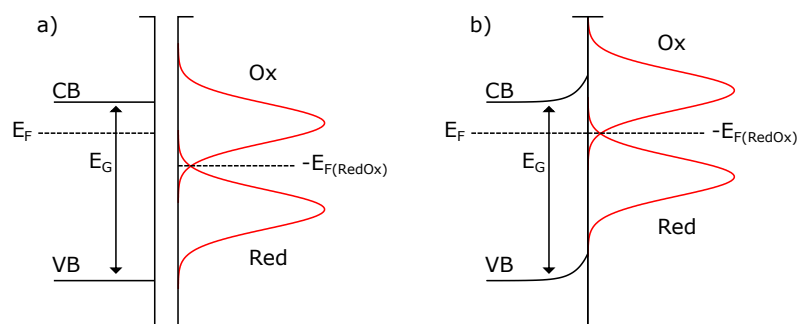 a)
Ox
CB
E_F
E_G
-E_F(RedOx)
VB
Red
b)
Ox
CB
E_F
E_G
-E_F(RedOx)
VB
Red